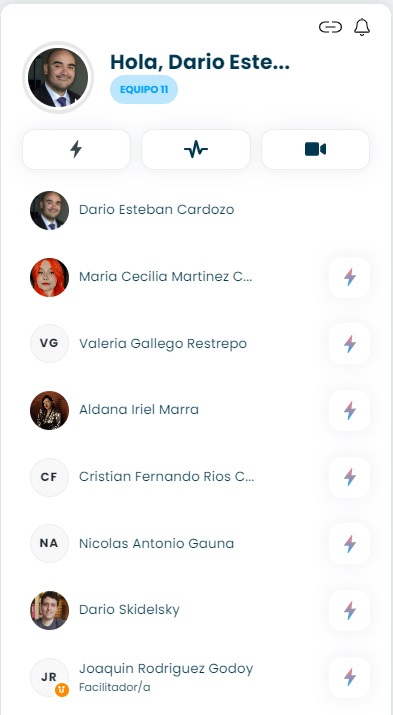 Hola, Dario Este...
EQUIPO 11
Dario Esteban Cardozo
Maria Cecilia Martinez C...
VG
Valeria Gallego Restrepo
Aldana Iriel Marra
CF
Cristian Fernando Rios C...
NA
Nicolas Antonio Gauna
Dario Skidelsky
JR
Joaquin Rodriguez Godoy
Facilitador/a